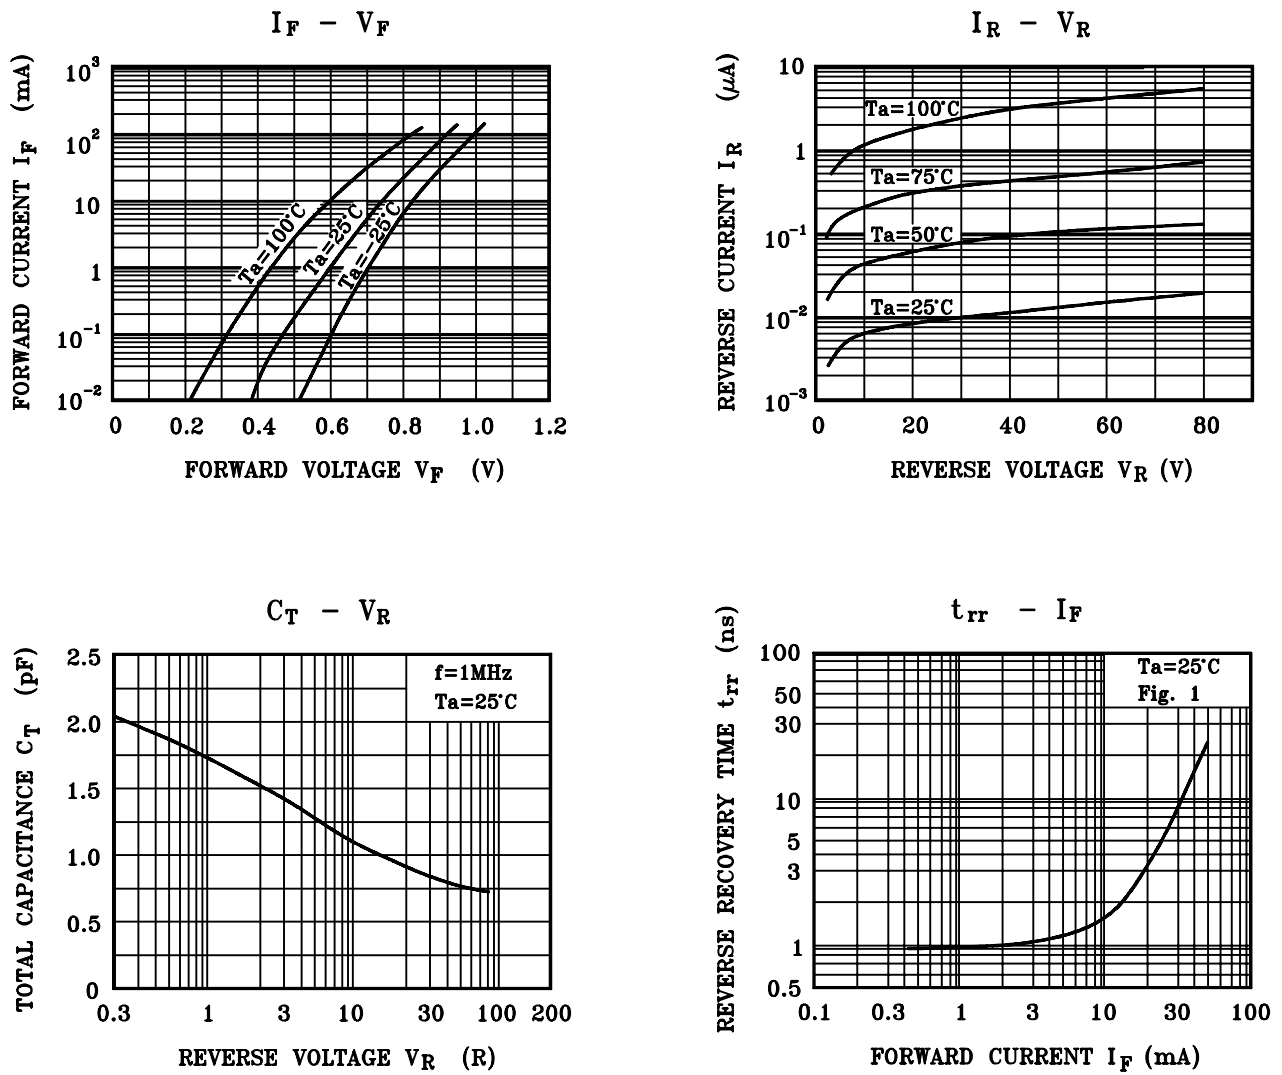 I_F – V_F
FORWARD CURRENT I_F (mA)
10³
10²
10
1
10⁻¹
10⁻²
Ta=100°C
Ta=25°C
Ta=−25°C
0 0.2 0.4 0.6 0.8 1.0 1.2
FORWARD VOLTAGE V_F (V)
I_R – V_R
REVERSE CURRENT I_R (μA)
10
1
10⁻¹
10⁻²
10⁻³
Ta=100°C
Ta=75°C
Ta=50°C
Ta=25°C
0 20 40 60 80
REVERSE VOLTAGE V_R (V)
C_T – V_R
TOTAL CAPACITANCE C_T (pF)
2.5
2.0
1.5
1.0
0.5
0
f=1MHz
Ta=25°C
0.3 1 3 10 30 100 200
REVERSE VOLTAGE V_R (R)
t_rr – I_F
REVERSE RECOVERY TIME t_rr (ns)
100
50
30
10
5
3
1
0.5
Ta=25°C
Fig. 1
0.1 0.3 1 3 10 30 100
FORWARD CURRENT I_F (mA)